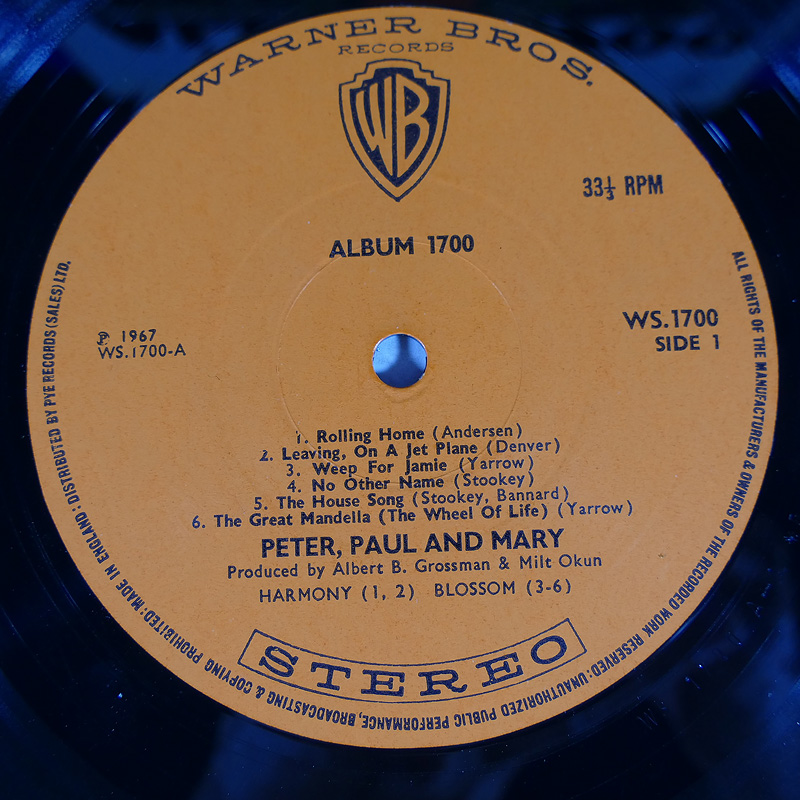 WARNER BROS.
RECORDS
WB
33⅓ RPM
ALBUM 1700
℗ 1967
WS.1700-A
WS.1700
SIDE 1
1. Rolling Home (Andersen)
2. Leaving, On A Jet Plane (Denver)
3. Weep For Jamie (Yarrow)
4. No Other Name (Stookey)
5. The House Song (Stookey, Bannard)
6. The Great Mandella (The Wheel Of Life) (Yarrow)
PETER, PAUL AND MARY
Produced by Albert B. Grossman & Milt Okun
HARMONY (1, 2) BLOSSOM (3-6)
STEREO
ALL RIGHTS OF THE MANUFACTURERS & OWNERS OF THE RECORDED WORK RESERVED: UNAUTHORIZED PUBLIC PERFORMANCE, BROADCASTING & COPYING PROHIBITED: MADE IN ENGLAND: DISTRIBUTED BY PYE RECORDS (SALES) LTD.